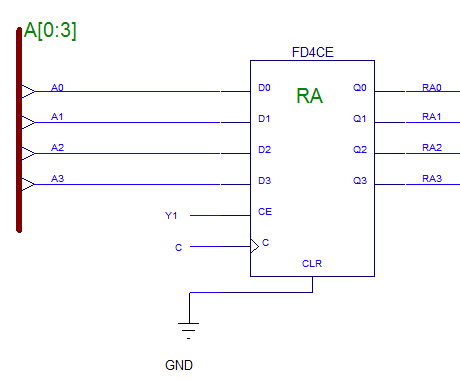 A[0:3]
FD4CE
A0 D0 RA Q0 RA0
A1 D1 Q1 RA1
A2 D2 Q2 RA2
A3 D3 Q3 RA3
Y1 CE
C C
CLR
GND